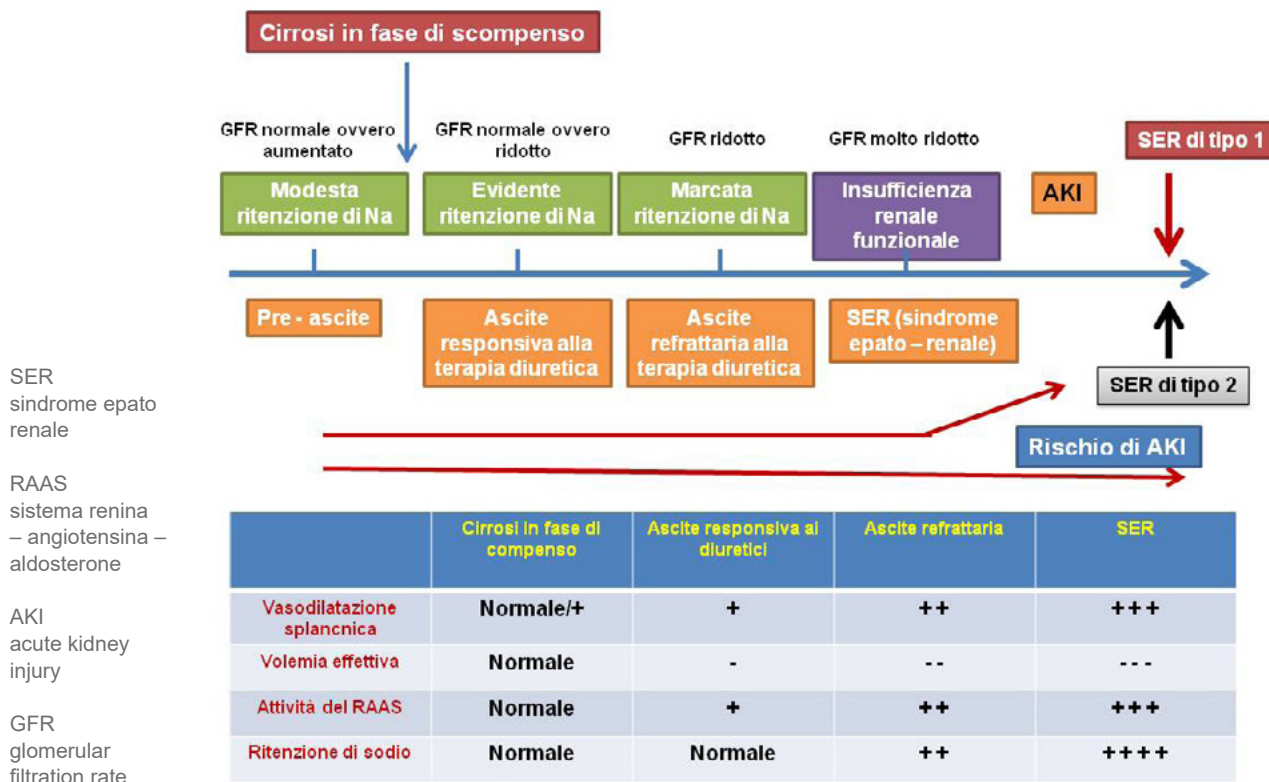 Cirrosi in fase di scompenso
GFR normale ovvero
aumentato
GFR normale ovvero
ridotto
GFR ridotto
GFR molto ridotto
SER di tipo 1
Modesta
ritenzione di Na
Evidente
ritenzione di Na
Marcata
ritenzione di Na
Insufficienza
renale
funzionale
AKI
Pre - ascite
Ascite
responsiva alla
terapia diuretica
Ascite
refrattaria alla
terapia diuretica
SER (sindrome
epato – renale)
SER di tipo 2
Rischio di AKI
SER
sindrome epato
renale
RAAS
sistema renina
– angiotensina –
aldosterone
AKI
acute kidney
injury
GFR
glomerular
filtration rate
Cirrosi in fase di
compenso
Ascite responsiva ai
diuretici
Ascite refrattaria
SER
Vasodilatazione
splancnica
Normale/+
+
++
+++
Volemia effettiva
Normale
-
--
---
Attività del RAAS
Normale
+
++
+++
Ritenzione di sodio
Normale
Normale
++
++++